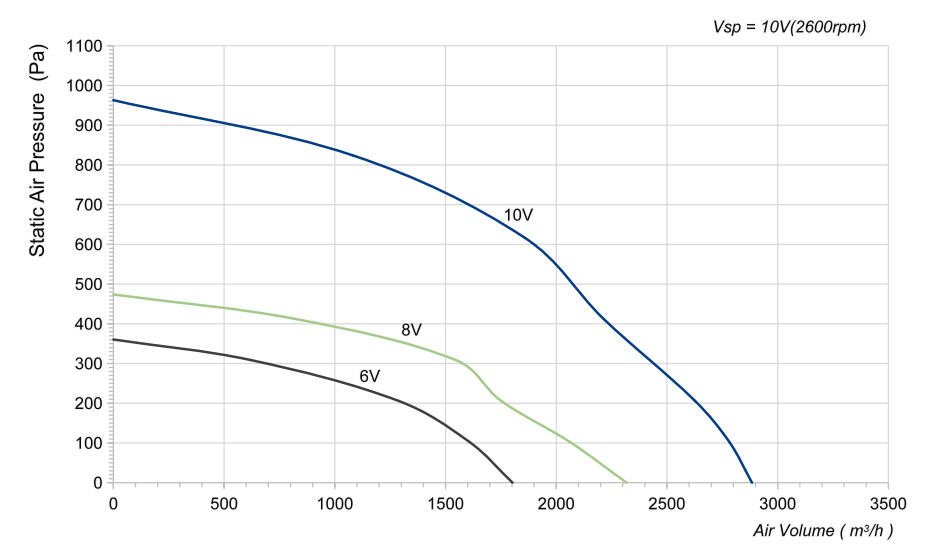 Vsp = 10V(2600rpm)
Static Air Pressure (Pa)
1100
1000
900
800
700
600
500
400
300
200
100
0
10V
8V
6V
0 500 1000 1500 2000 2500 3000 3500
Air Volume ( m³/h )